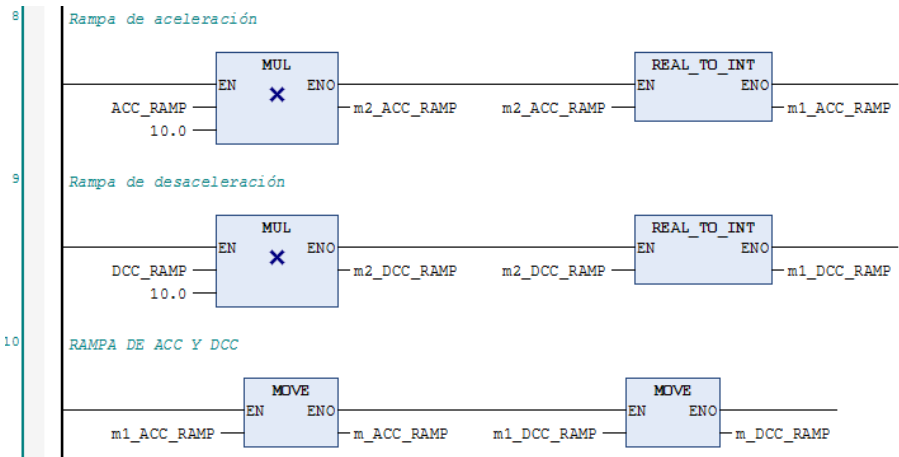 8 Rampa de aceleración
MUL REAL_TO_INT
EN ENO EN ENO
ACC_RAMP m2_ACC_RAMP m2_ACC_RAMP m1_ACC_RAMP
10.0
9 Rampa de desaceleración
MUL REAL_TO_INT
EN ENO EN ENO
DCC_RAMP m2_DCC_RAMP m2_DCC_RAMP m1_DCC_RAMP
10.0
10 RAMPA DE ACC Y DCC
MOVE MOVE
EN ENO EN ENO
m1_ACC_RAMP m_ACC_RAMP m1_DCC_RAMP m_DCC_RAMP